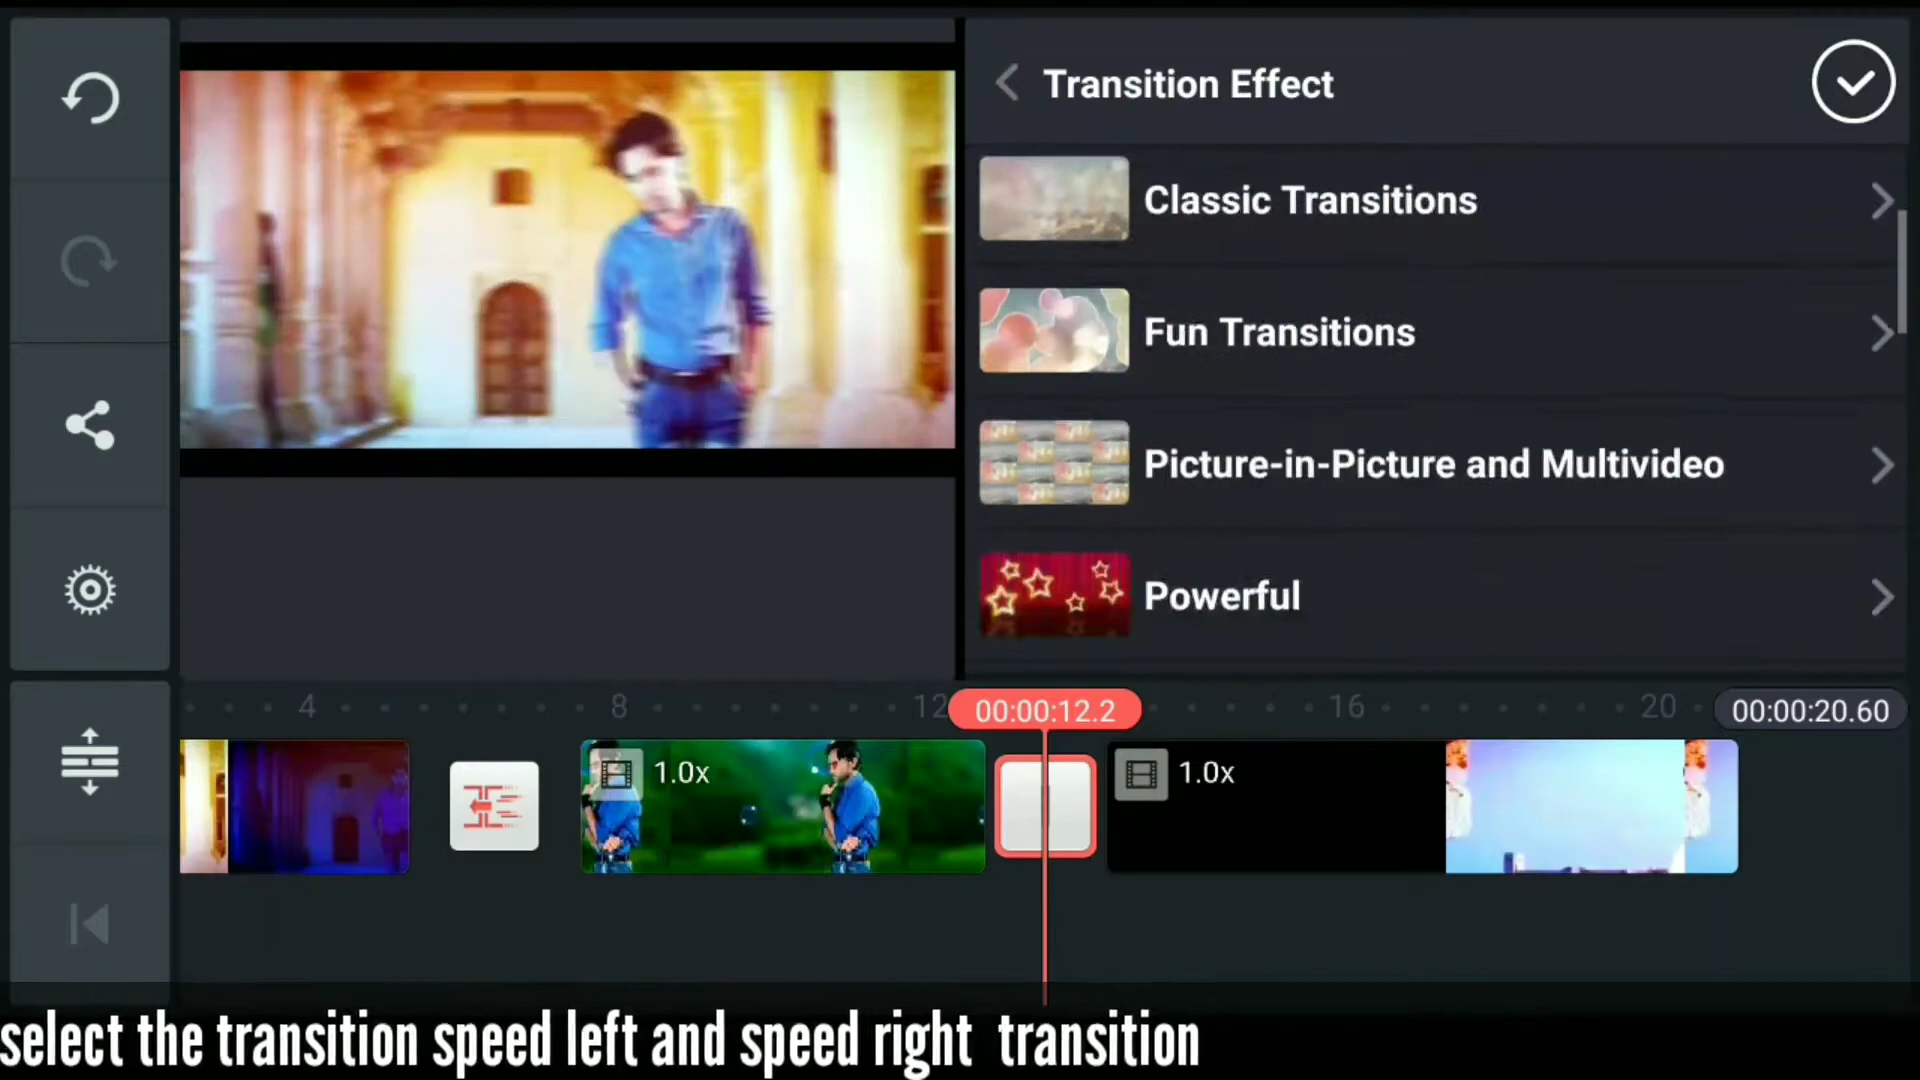 Transition Effect
Classic Transitions
Fun Transitions
Picture-in-Picture and Multivideo
Powerful
4 8 12 16 20
00:00:12.2
00:00:20.60
1.0x
1.0x
select the transition speed left and speed right transition